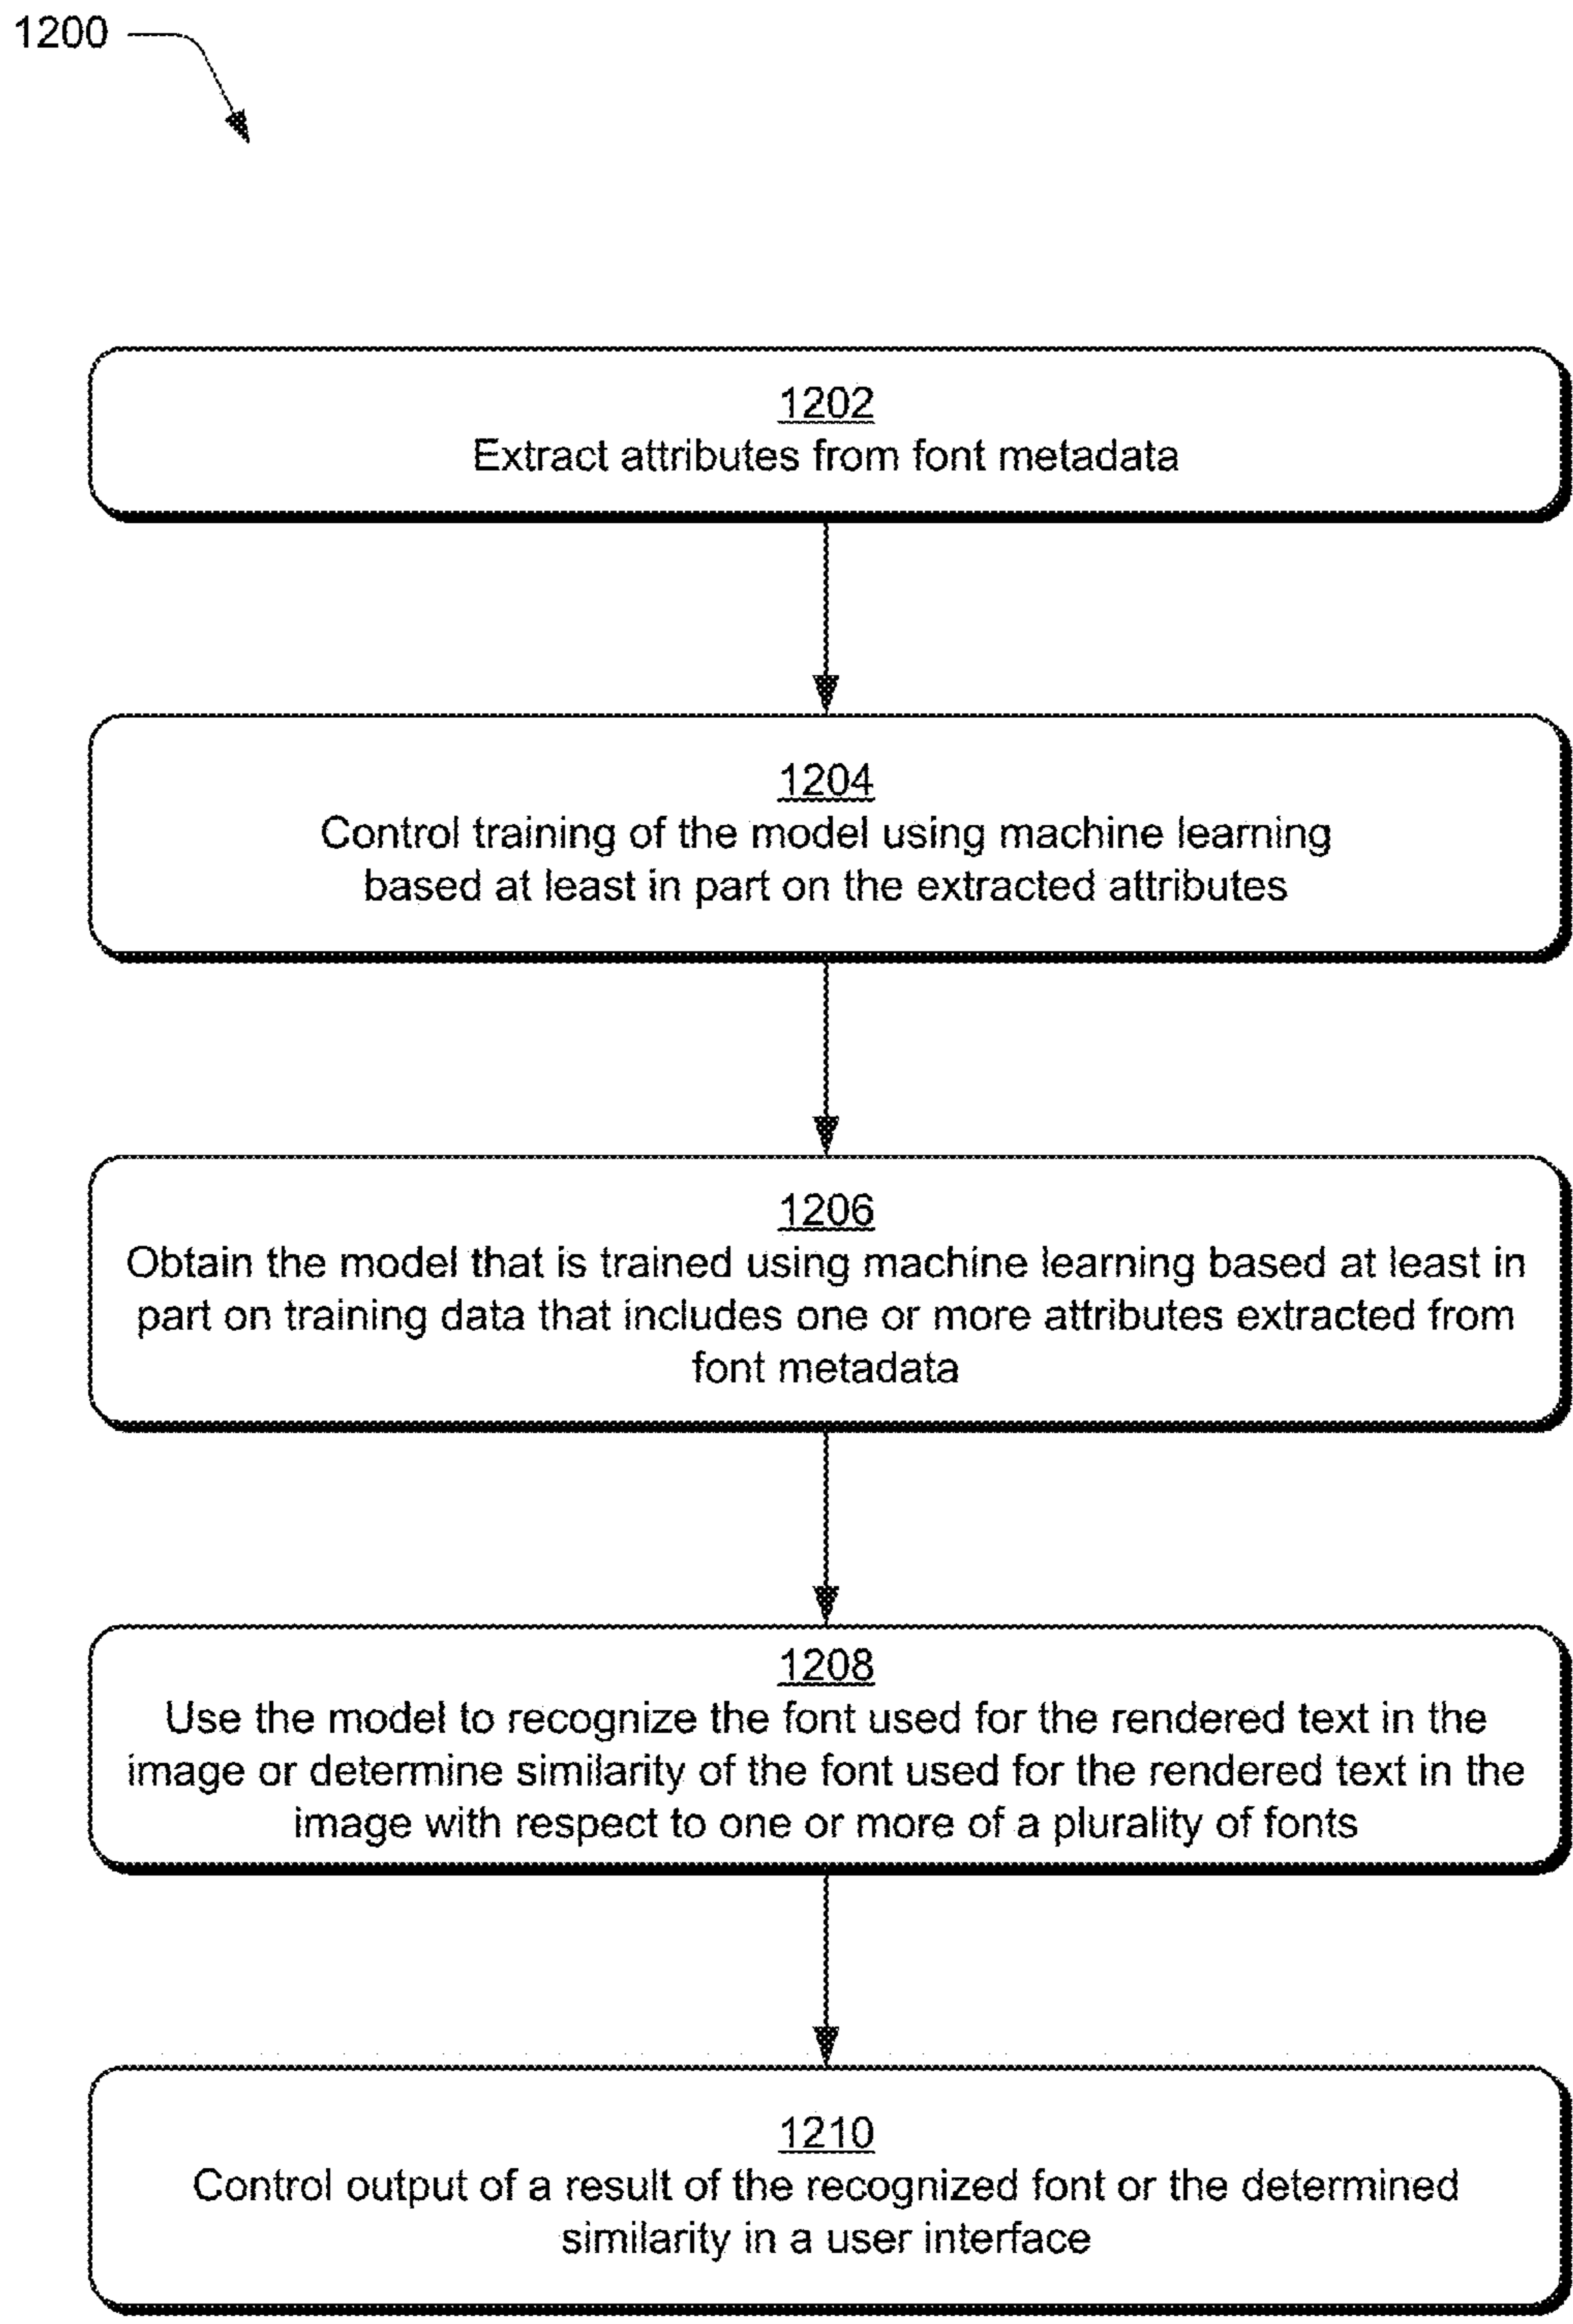 1200
1202
Extract attributes from font metadata
1204
Control training of the model using machine learning
based at least in part on the extracted attributes
1206
Obtain the model that is trained using machine learning based at least in
part on training data that includes one or more attributes extracted from
font metadata
1208
Use the model to recognize the font used for the rendered text in the
image or determine similarity of the font used for the rendered text in the
image with respect to one or more of a plurality of fonts
1210
Control output of a result of the recognized font or the determined
similarity in a user interface